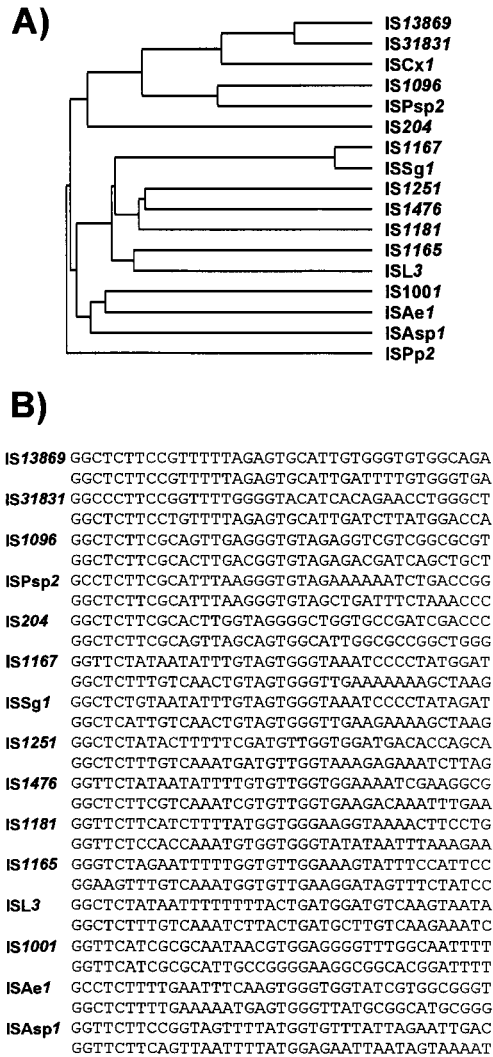 A)
IS13869
IS31831
ISCx1
IS1096
ISPsp2
IS204
IS1167
ISSg1
IS1251
IS1476
IS1181
IS1165
ISL3
IS1001
ISAe1
ISAsp1
ISPp2
B)
IS13869 GGCTCTTCCGTTTTTAGAGTGCATTGTGGGTGTGGCAGA
GGCTCTTCCGTTTTTAGAGTGCATTGATTTTGTGGGTGA
IS31831 GGCCCTTCCGGTTTTGGGGTACATCACAGAACCTGGGCT
GGCTCTTCCTGTTTTAGAGTGCATTGATCTTATGGACCA
IS1096 GGCTCTTCGCAGTTGAGGGTGTAGAGGTCGTCGGCGCGT
GGCTCTTCGCACTTGACGGTGTAGAGACGATCAGCTGCT
ISPsp2 GCCTCTTCGCATTTAAGGGTGTAGAAAAAATCTGACCGG
GGCTCTTCGCATTTAAGGGTGTAGCTGATTTCTAAACCC
IS204 GGCTCTTCGCACTTGGTAGGGGCTGGTGCCGATCGACCC
GGCTCTTCGCAGTTAGCAGTGGCATTGGCGCCGGCTGGG
IS1167 GGTTCTATAATATTTGTAGTGGGTAAATCCCCTATGGAT
GGCTCTTTGTCAACTGTAGTGGGTTGAAAAAAAGCTAAG
ISSg1 GGCTCTGTAATATTTGTAGTGGGTAAATCCCCTATAGAT
GGCTCATTGTCAACTGTAGTGGGTTGAAGAAAAGCTAAG
IS1251 GGCTCTATACTTTTTCGATGTTGGTGGATGACACCAGCA
GGCTCTTTGTCAAATGATGTTGGTAAAGAGAAATCTTAG
IS1476 GGTTCTATAATATTTTGTGTTGGTGGAAAATCGAAGGCG
GGCTCTTCGTCAAATCGTGTTGGTGAAGACAAATTTGAA
IS1181 GGTTCTTCATCTTTTATGGTGGGAAGGTAAAACTTCCTG
GGTTCTCCACCAAATGTGGTGGGTATATAATTTAAAGAA
IS1165 GGGTCTAGAATTTTTGGTGTTGGAAAGTATTTCCATTCC
GGAAGTTTGTCAAATGGTGTTGAAGGATAGTTTCTATCC
ISL3 GGCTCTATAATTTTTTTTACTGATGGATGTCAAGTAATA
GGCTCTTTGTCAAATCTTACTGATGCTTGTCAAGAAATC
IS1001 GGTTCATCGCGCAATAACGTGGAGGGGTTTGGCAATTTT
GGTTCATCGCGCATTGCCGGGGAAGGCGGCACGGATTTT
ISAe1 GCCTCTTTTGAATTTCAAGTGGGTGGTATCGTGGCGGGT
GGCTCTTTTGAAAAATGAGTGGGTTATGCGGCATGCGGG
ISAsp1 GGTTCTTCCGGTAGTTTTATGGTGTTTATTAGAATTGAC
GGTTCTTCAGTTAATTTTATGGAGAATTAATAGTAAAAT